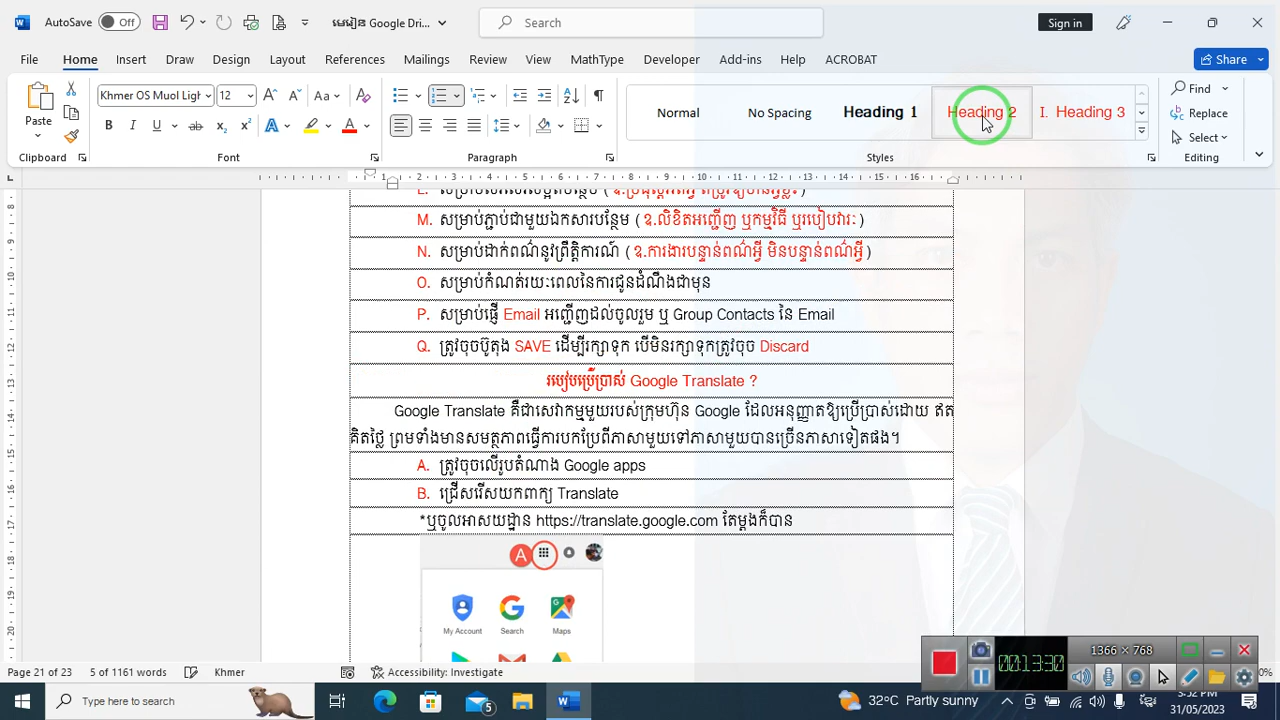 AutoSave Off មេរៀន Google Dri... Search Sign in
File Home Insert Draw Design Layout References Mailings Review View MathType Developer Add-ins Help ACROBAT Share
Paste Khmer OS Muol Ligh 12 Normal No Spacing Heading 1 Heading 2 I. Heading 3 Find Replace Select
Clipboard Font Paragraph Styles Editing
M. សម្រាប់ភ្ជាប់ជាមួយឯកសារបន្ថែម (ឧ.លិខិតអញ្ជើញ ឬកម្មវិធី ឬរបៀបវារៈ)
N. សម្រាប់ដាក់ពណ៌នូវព្រឹត្តិការណ៍ (ឧ.ការងារបន្ទាន់ពណ៌អ្វី មិនបន្ទាន់ពណ៌អ្វី)
O. សម្រាប់កំណត់រយៈពេលនៃការជូនដំណឹងជាមុន
P. សម្រាប់ផ្ញើ Email អញ្ជើញដល់ចូលរួម ឬ Group Contacts នៃ Email
Q. ត្រូវចុចប៊ូតុង SAVE ដើម្បីរក្សាទុក បើមិនរក្សាទុកត្រូវចុច Discard
របៀបប្រើប្រាស់ Google Translate ?
Google Translate គឺជាសេវាកម្មមួយរបស់ក្រុមហ៊ុន Google ដែលអនុញ្ញាតឱ្យប្រើប្រាស់ដោយ ឥត
គិតថ្លៃ ព្រមទាំងមានសមត្ថភាពធ្វើការបកប្រែពីភាសាមួយទៅភាសាមួយបានច្រើនភាសាទៀតផង។
A. ត្រូវចុចលើរូបតំណាង Google apps
B. ជ្រើសរើសយកពាក្យ Translate
*ឬចូលអាសយដ្ឋាន https://translate.google.com តែម្ដងក៏បាន
A
My Account Search Maps
1366 × 768
00:13:30
Page 21 of 23 5 of 1161 words Khmer Accessibility: Investigate
Type here to search 5 32°C Partly sunny 3:52 PM
31/05/2023